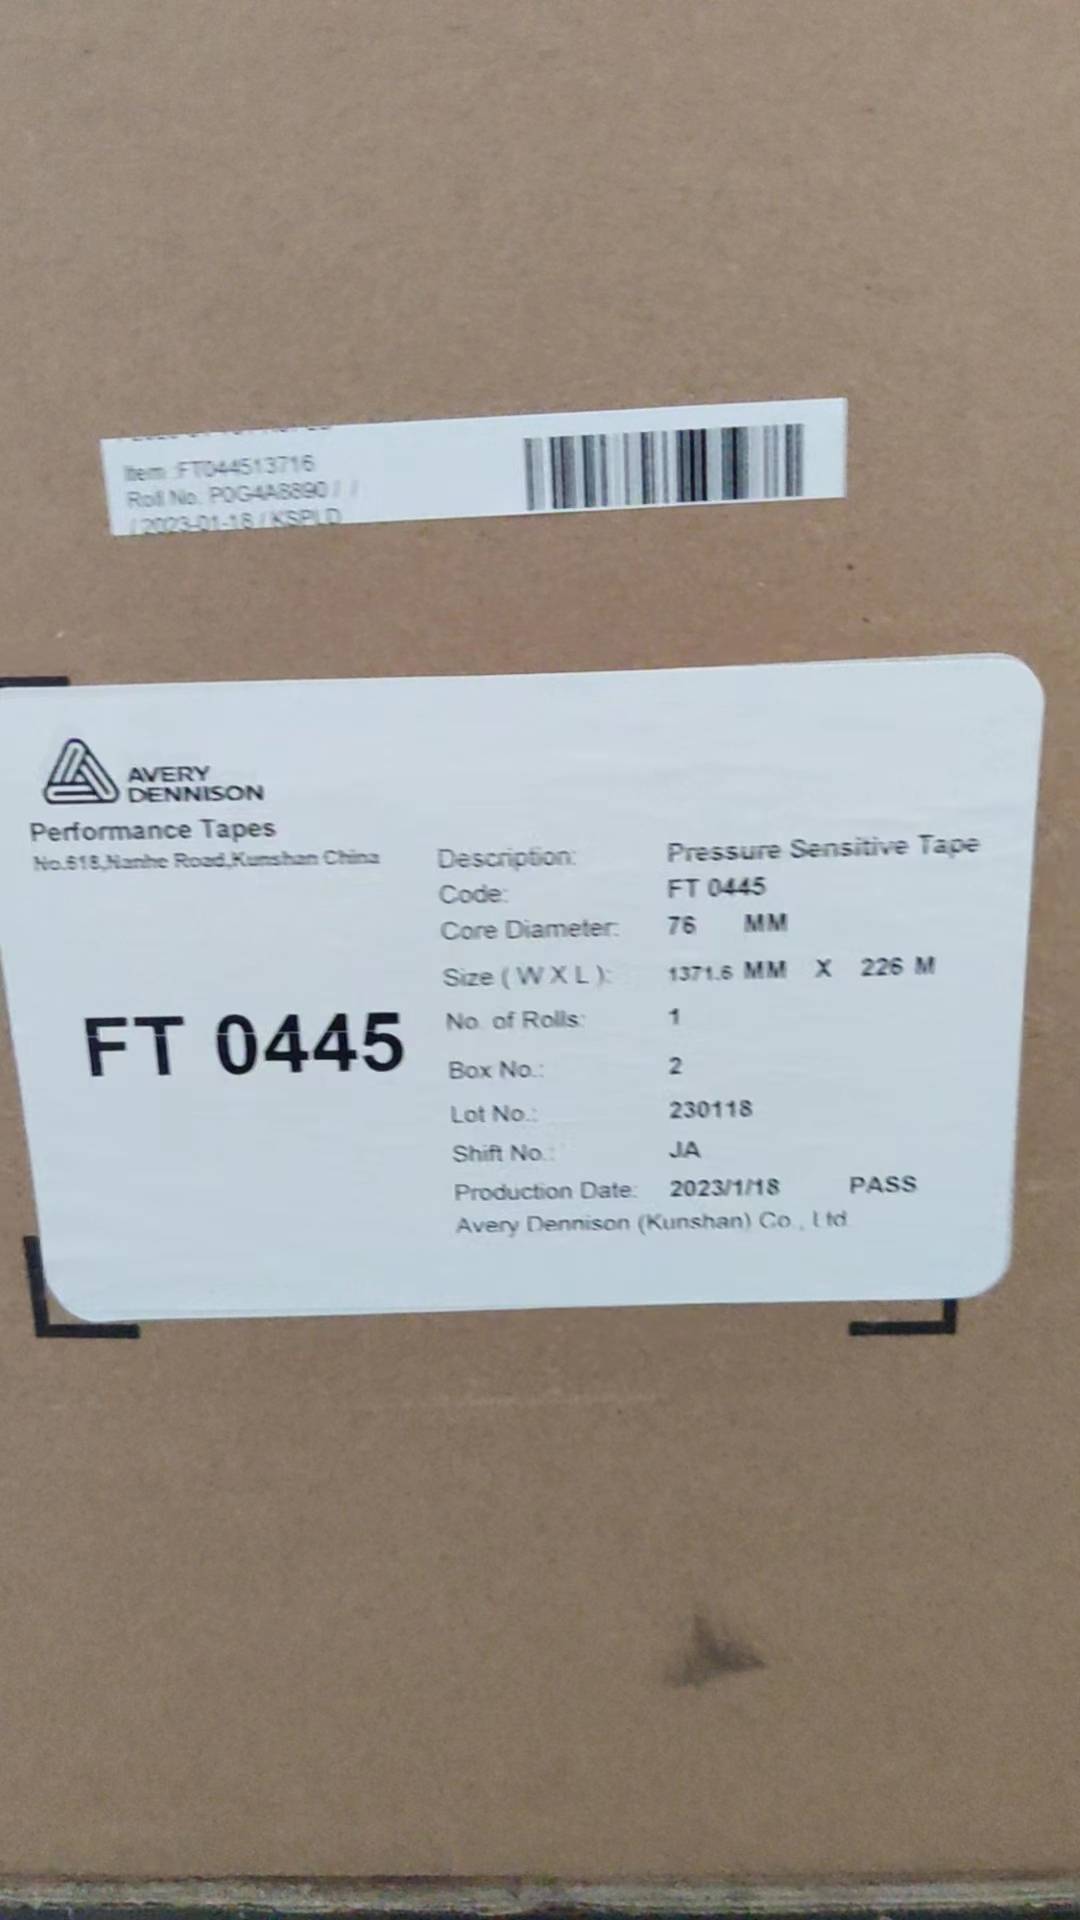 Item :FT044513716
Roll No. P0G4A8890 / /
/ 2023-01-18 / KSPLD
AVERY
DENNISON
Performance Tapes
No.618,Nanhe Road,Kunshan China
Description: Pressure Sensitive Tape
Code: FT 0445
Core Diameter: 76 MM
Size ( W X L ): 1371.6 MM X 226 M
FT 0445
No. of Rolls: 1
Box No.: 2
Lot No.: 230118
Shift No.: JA
Production Date: 2023/1/18 PASS
Avery Dennison (Kunshan) Co., Ltd.